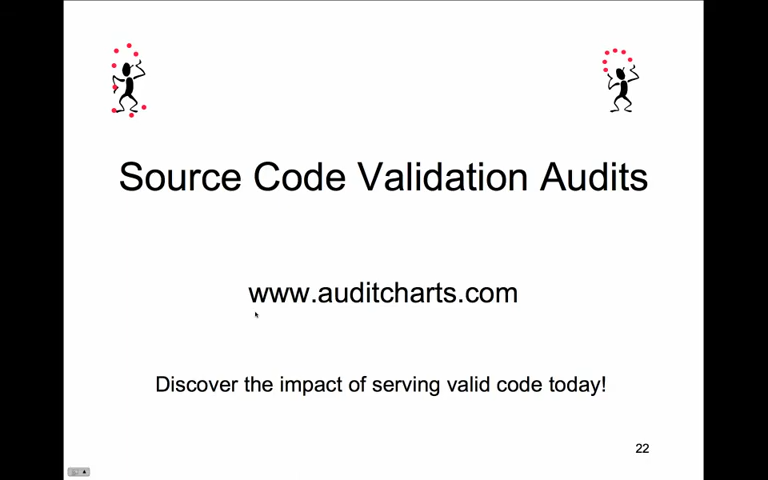 Source Code Validation Audits
www.auditcharts.com
Discover the impact of serving valid code today!
22